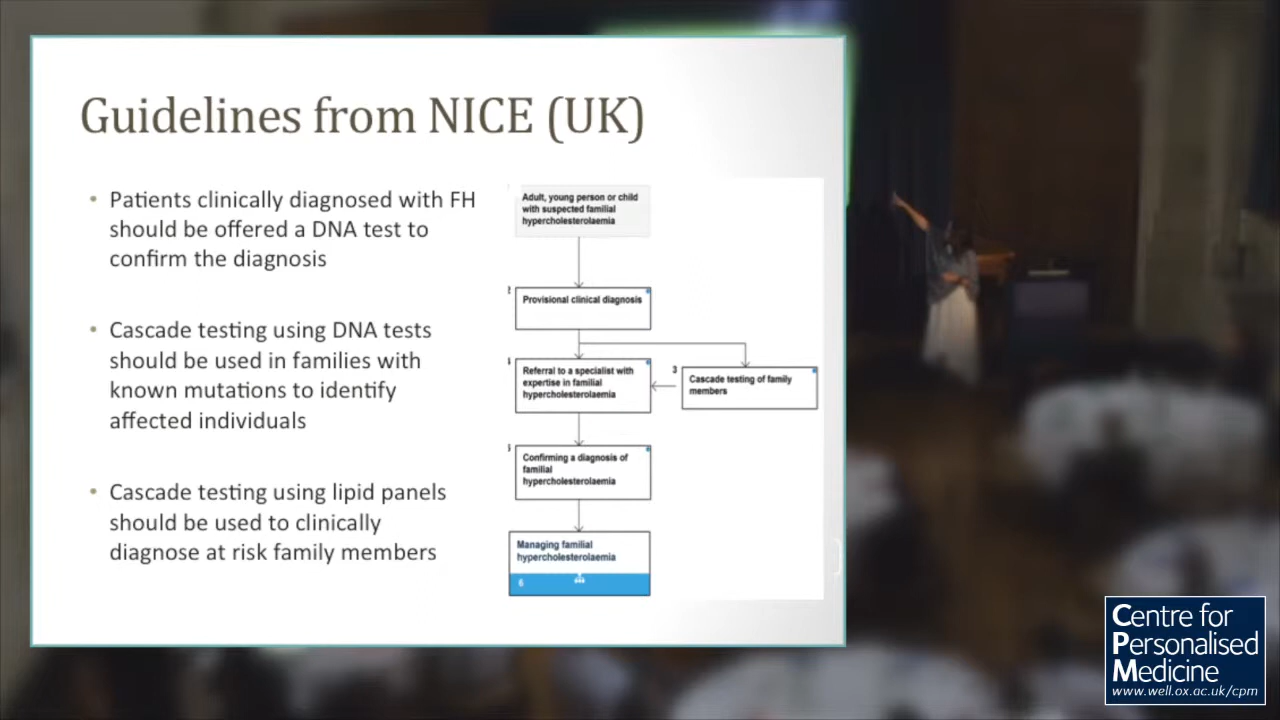 Guidelines from NICE (UK)
• Patients clinically diagnosed with FH
should be offered a DNA test to
confirm the diagnosis
• Cascade testing using DNA tests
should be used in families with
known mutations to identify
affected individuals
• Cascade testing using lipid panels
should be used to clinically
diagnose at risk family members
Adult, young person or child
with suspected familial
hypercholesterolaemia
Provisional clinical diagnosis
Referral to a specialist with
expertise in familial
hypercholesterolaemia
3
Cascade testing of family
members
Confirming a diagnosis of
familial
hypercholesterolaemia
Managing familial
hypercholesterolaemia
6
Centre for
Personalised
Medicine
www.well.ox.ac.uk/cpm